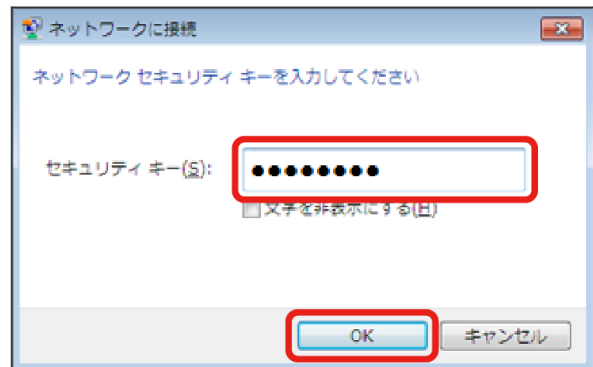 ネットワークに接続
ネットワーク セキュリティ キーを入力してください
セキュリティ キー(S): ●●●●●●●●
文字を非表示にする(H)
OK キャンセル